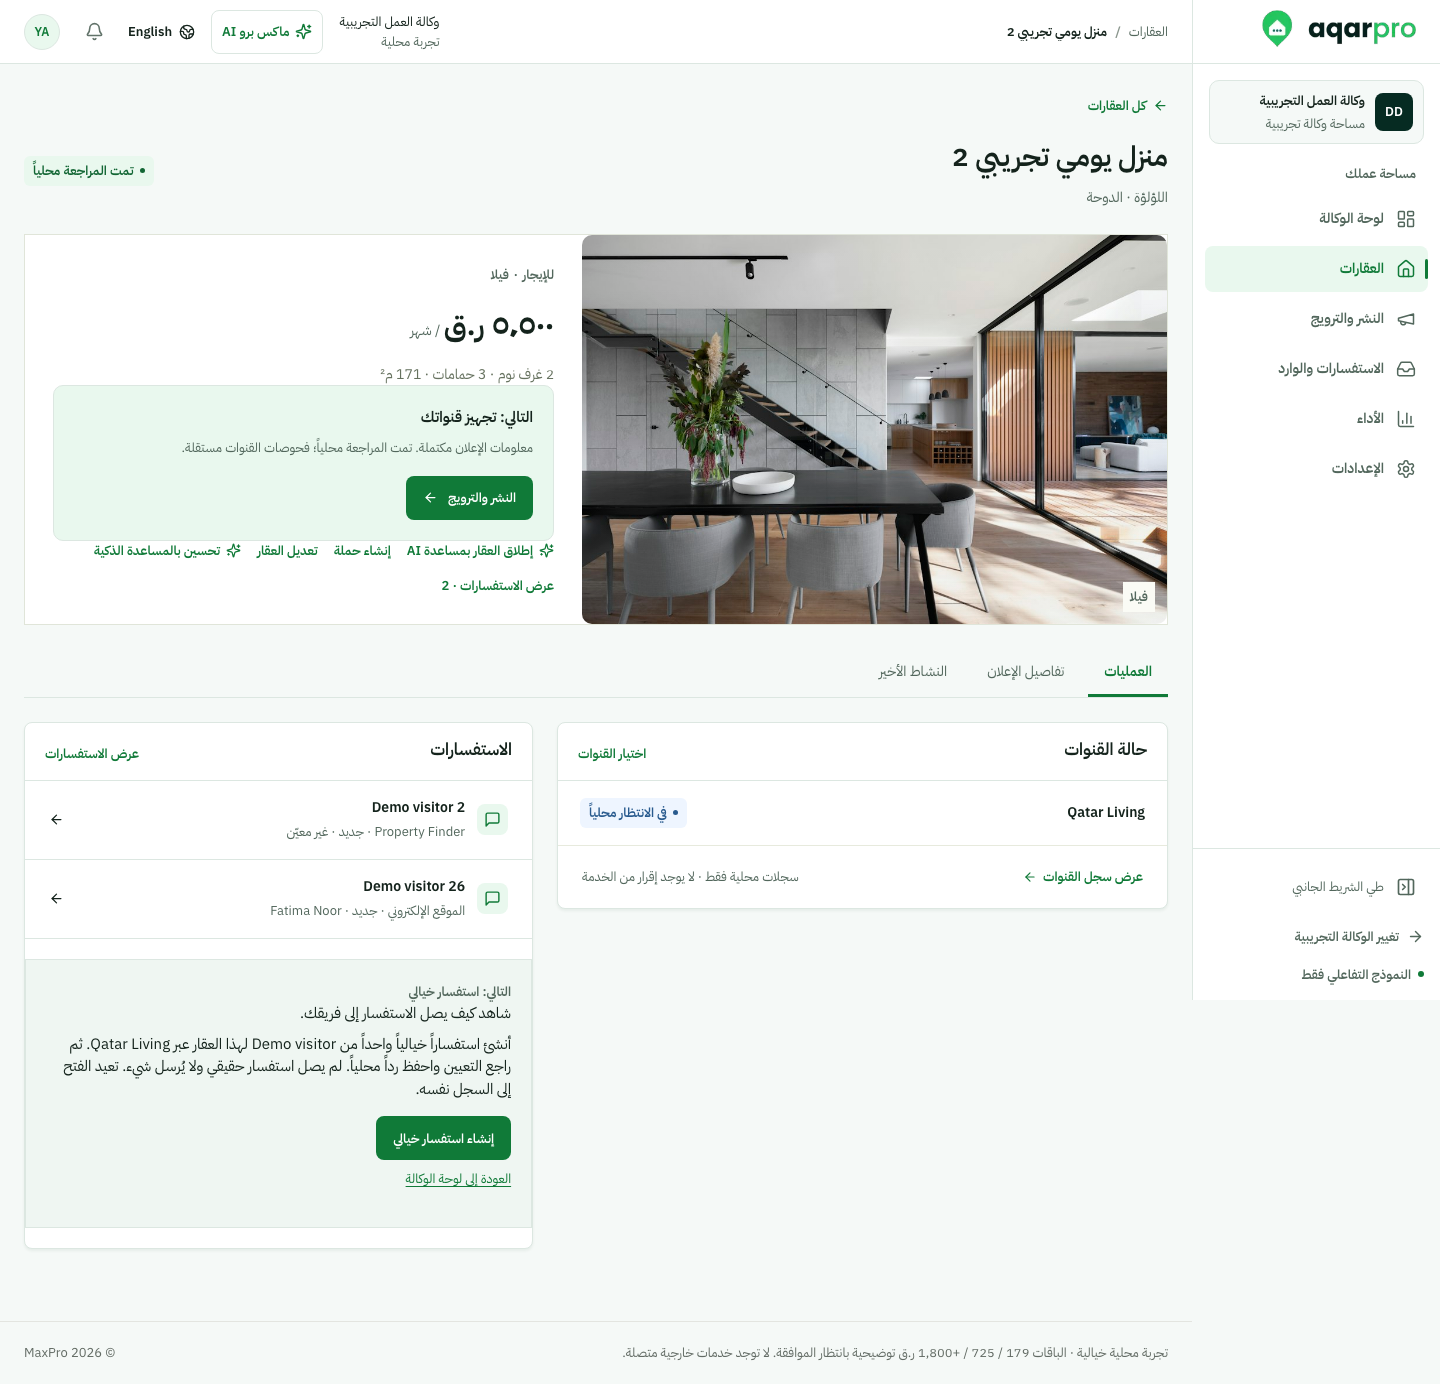 aqarpro
DD
وكالة العمل التجريبية
مساحة وكالة تجريبية
مساحة عملك
لوحة الوكالة
العقارات
النشر والترويج
الاستفسارات والوارد
الأداء
الإعدادات
طي الشريط الجانبي
تغيير الوكالة التجريبية
النموذج التفاعلي فقط
العقارات / منزل يومي تجريبي 2
وكالة العمل التجريبية
تجربة محلية
ماكس برو AI
English
YA
كل العقارات
منزل يومي تجريبي 2
اللؤلؤة · الدوحة
تمت المراجعة محلياً
فيلا
للإيجار · فيلا
٥٬٥٠٠ ر.ق / شهر
2 غرف نوم · 3 حمامات · 171 م²
التالي: تجهيز قنواتك
معلومات الإعلان مكتملة. تمت المراجعة محلياً؛ فحوصات القنوات مستقلة.
النشر والترويج
إطلاق العقار بمساعدة AI
إنشاء حملة
تعديل العقار
تحسين بالمساعدة الذكية
عرض الاستفسارات · 2
العمليات
تفاصيل الإعلان
النشاط الأخير
حالة القنوات
اختيار القنوات
Qatar Living
في الانتظار محلياً
عرض سجل القنوات
سجلات محلية فقط · لا يوجد إقرار من الخدمة
الاستفسارات
عرض الاستفسارات
Demo visitor 2
Property Finder · جديد · غير معيّن
Demo visitor 26
الموقع الإلكتروني · جديد · Fatima Noor
التالي: استفسار خيالي
شاهد كيف يصل الاستفسار إلى فريقك.
أنشئ استفساراً خيالياً واحداً من Demo visitor لهذا العقار عبر Qatar Living. ثم
راجع التعيين واحفظ رداً محلياً. لم يصل استفسار حقيقي ولا يُرسل شيء. تعيد الفتح
إلى السجل نفسه.
إنشاء استفسار خيالي
العودة إلى لوحة الوكالة
تجربة محلية خيالية · الباقات 179 / 725 / +1,800 ر.ق توضيحية بانتظار الموافقة. لا توجد خدمات خارجية متصلة.
© 2026 MaxPro